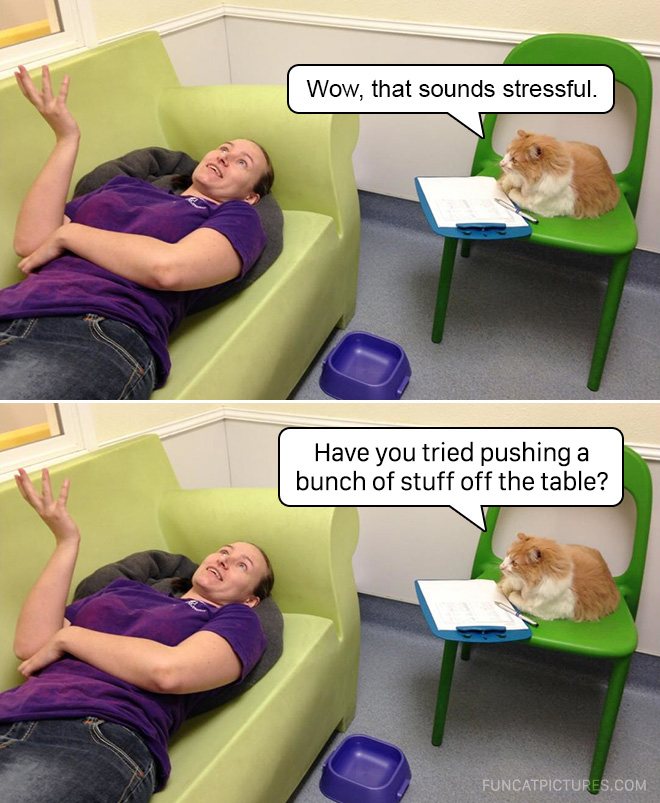 Wow, that sounds stressful.
Have you tried pushing a
bunch of stuff off the table?
FUNCATPICTURES.COM